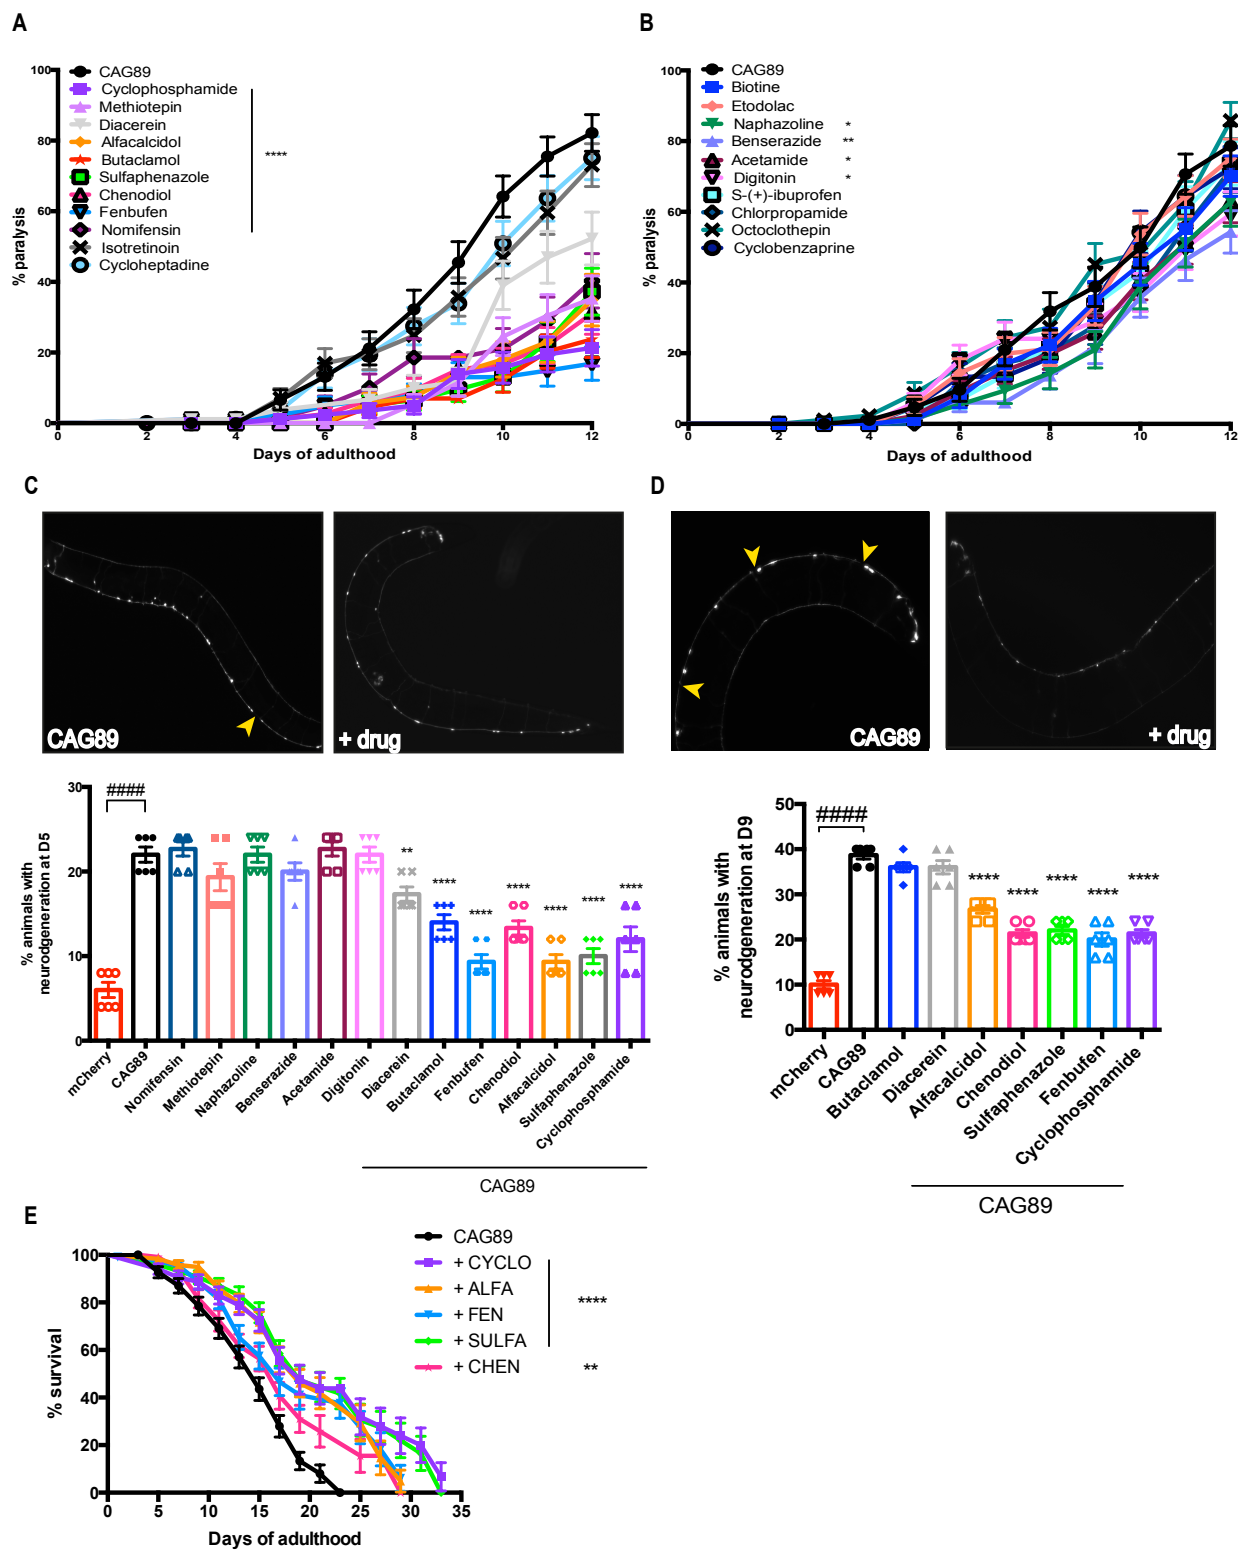 A
100
80
60
40
20
0
% paralysis
0
2
4
6
8
10
12
Days of adulthood
CAG89
Cyclophosphamide
Methiotepin
Diacerein
Alfacalcidol
Butaclamol
Sulfaphenazole
Chenodiol
Fenbufen
Nomifensin
Isotretinoin
Cycloheptadine
****
B
100
80
60
40
20
0
% paralysis
0
2
4
6
8
10
12
Days of adulthood
CAG89
Biotine
Etodolac
Naphazoline *
Benserazide **
Acetamide *
Digitonin *
S-(+)-ibuprofen
Chlorpropamide
Octoclothepin
Cyclobenzaprine
C
CAG89
+ drug
30
20
10
0
% animals with
neurodgeneration at D5
####
**
****
****
****
****
****
****
mCherry
CAG89
Nomifensin
Methiotepin
Naphazoline
Benserazide
Acetamide
Digitonin
Diacerein
Butaclamol
Fenbufen
Chenodiol
Alfacalcidol
Sulfaphenazole
Cyclophosphamide
CAG89
D
CAG89
+ drug
50
40
30
20
10
0
% animals with
neurodgeneration at D9
####
****
****
****
****
****
mCherry
CAG89
Butaclamol
Diacerein
Alfacalcidol
Chenodiol
Sulfaphenazole
Fenbufen
Cyclophosphamide
CAG89
E
100
80
60
40
20
0
% survival
0
5
10
15
20
25
30
35
Days of adulthood
CAG89
+ CYCLO
+ ALFA
+ FEN
+ SULFA
+ CHEN
****
**